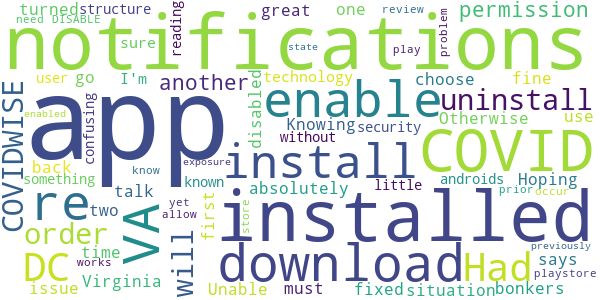 need DISABLE
turned
structure
reading
great
one
review
permission
notifications
sure
state
play
problem
user
go
I'm
another
disabled
technology
choose
fine
COVIDWISE
confusing
app
enable
uninstall
enabled
Knowing
security
without
Otherwise
use
COVID
back
something
re
VA
install
exposure
known
absolutely
little
androids
Hoping
know
two
talk
installed
prior
occur
order
will
first
yet
allow
store
download
Had
previously
DC
time
works
Virginia
says
playstore
issue
Unable
must
fixed
situation
bonkers